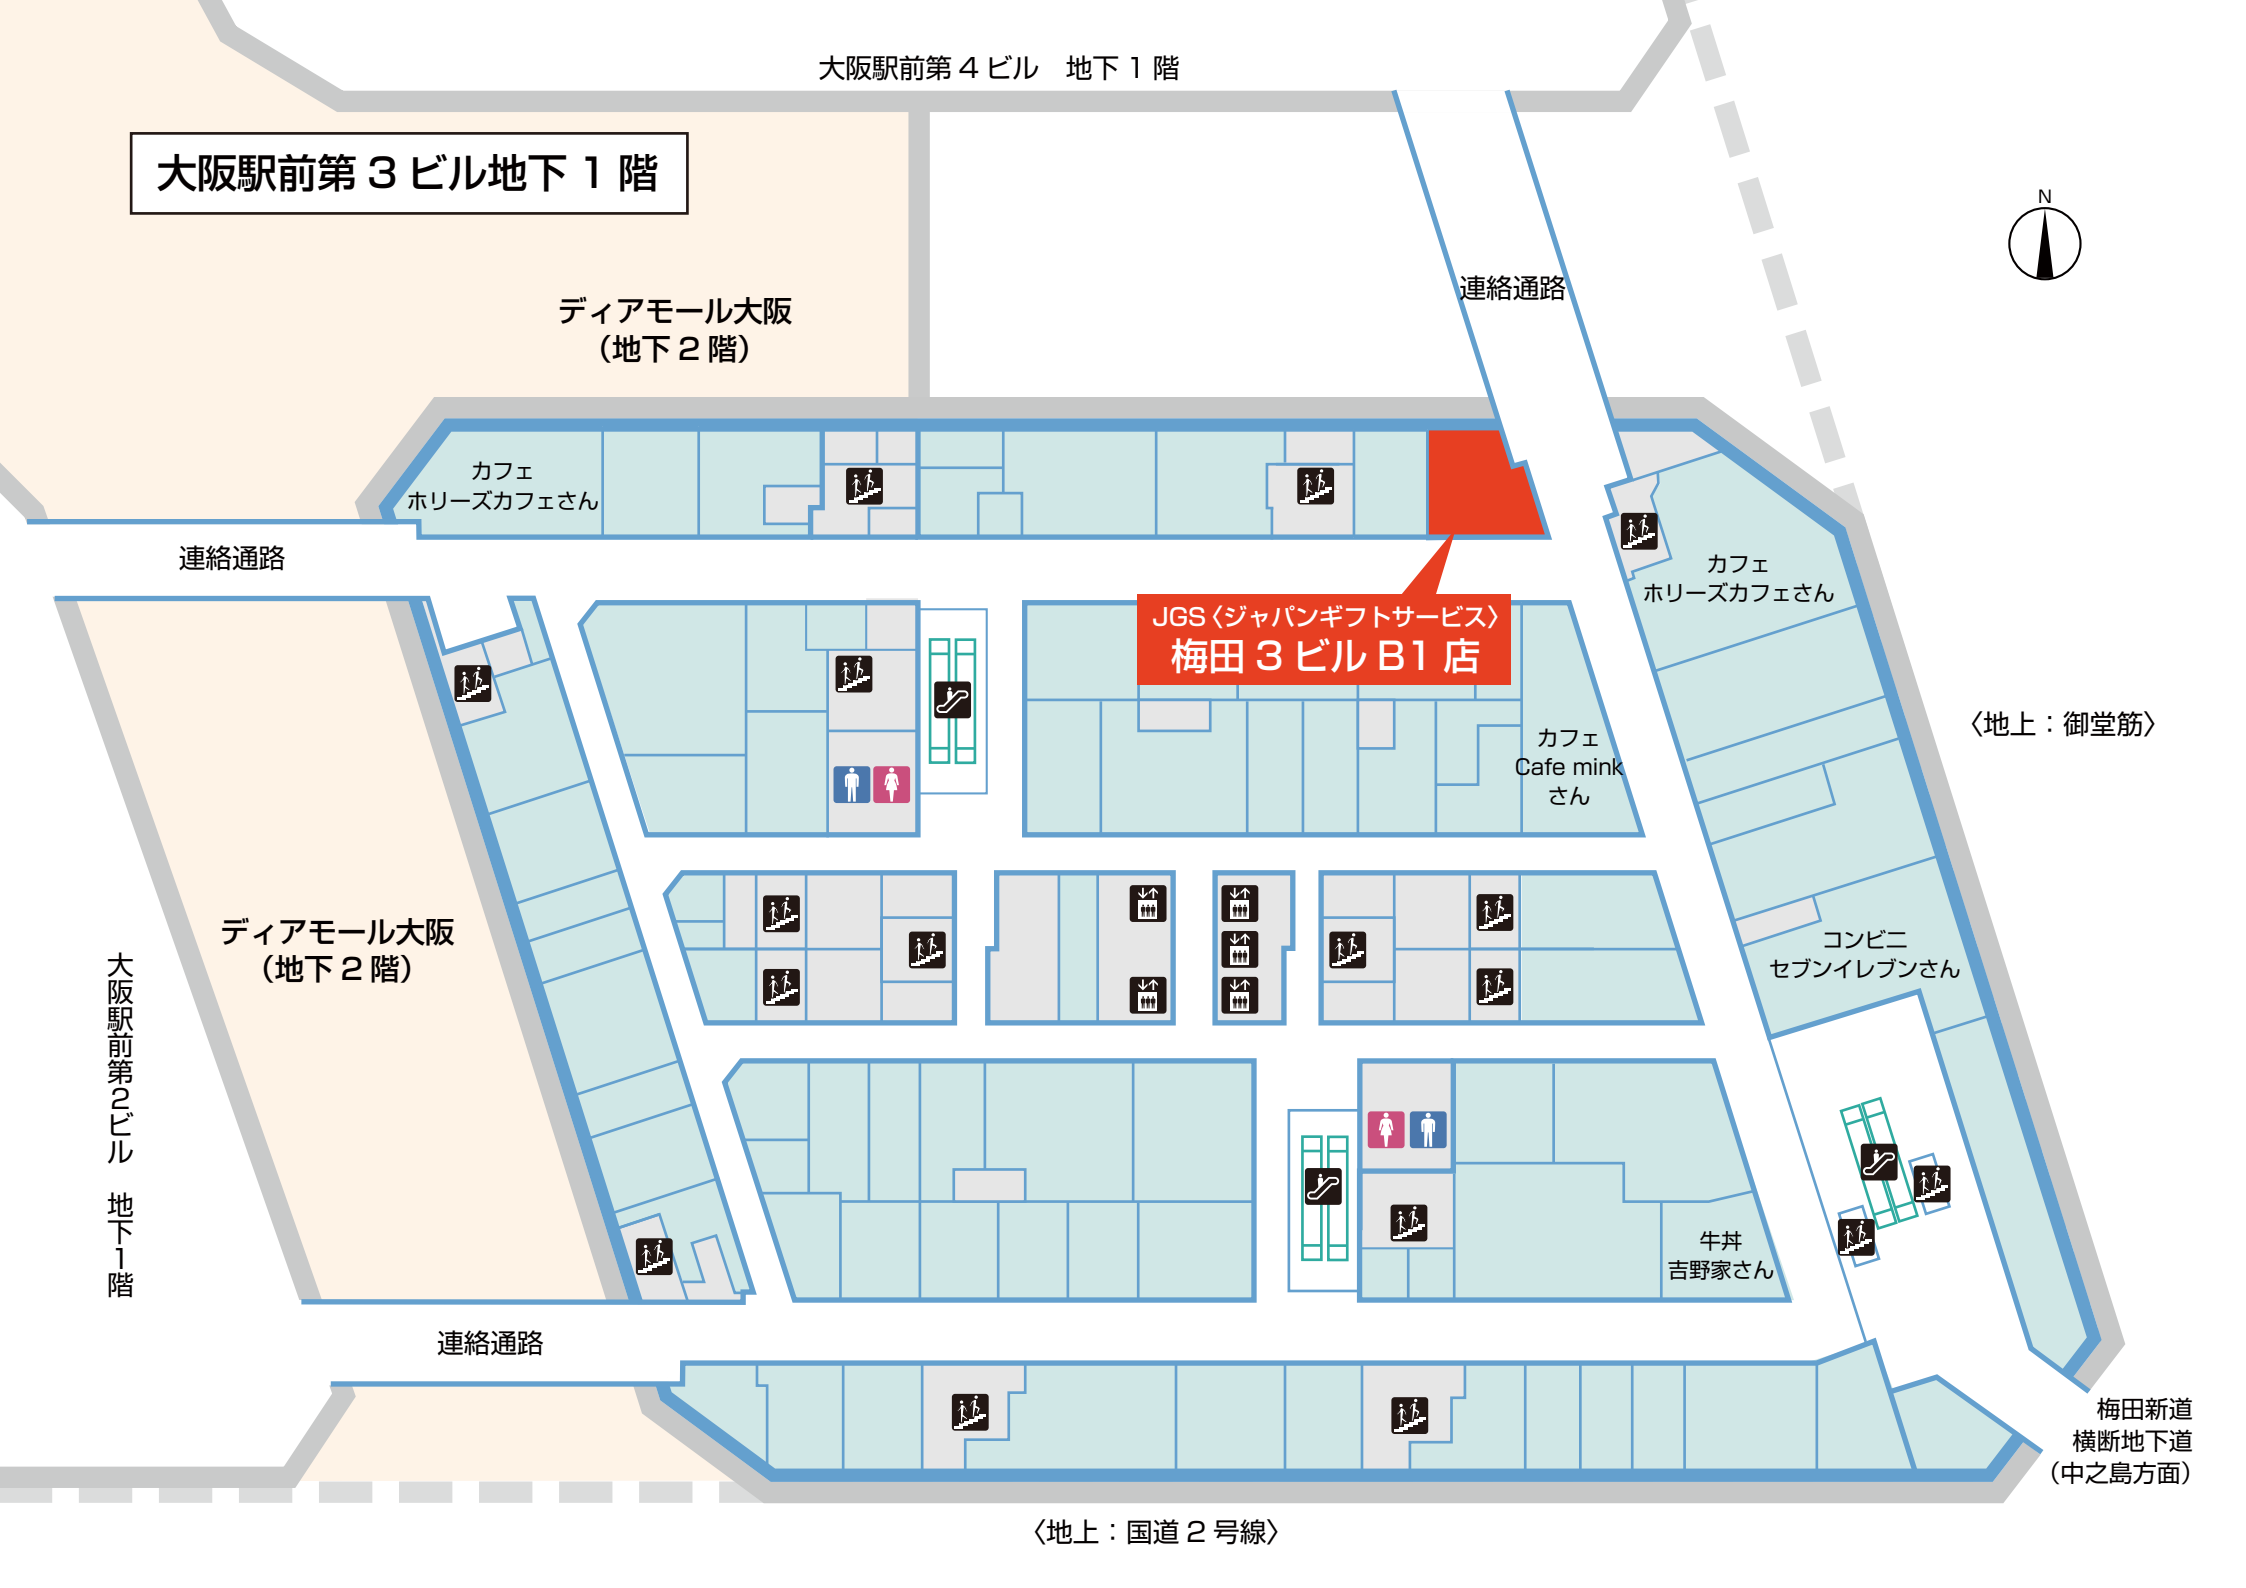 大阪駅前第4ビル　地下1階
大阪駅前第3ビル地下1階
N
ディアモール大阪
（地下2階）
連絡通路
カフェ
ホリーズカフェさん
連絡通路
カフェ
ホリーズカフェさん
JGS〈ジャパンギフトサービス〉
梅田3ビルB1店
〈地上：御堂筋〉
カフェ
Cafe mink
さん
ディアモール大阪
（地下2階）
大阪駅前第2ビル　地下1階
コンビニ
セブンイレブンさん
牛丼
吉野家さん
連絡通路
梅田新道
横断地下道
（中之島方面）
〈地上：国道2号線〉